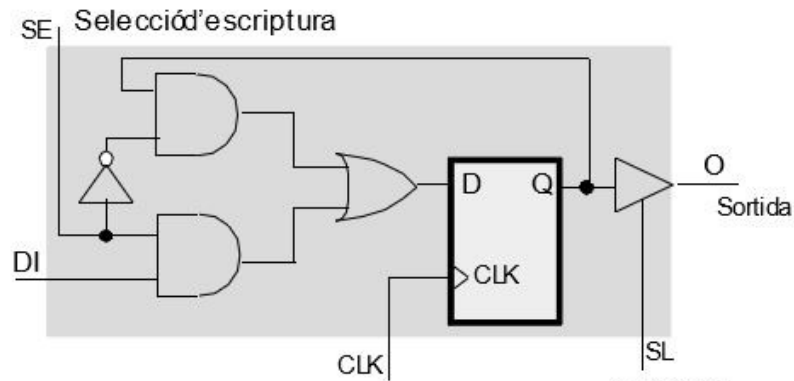 SE Selecciód'escriptura
D Q
O
Sortida
DI
CLK
CLK
SL